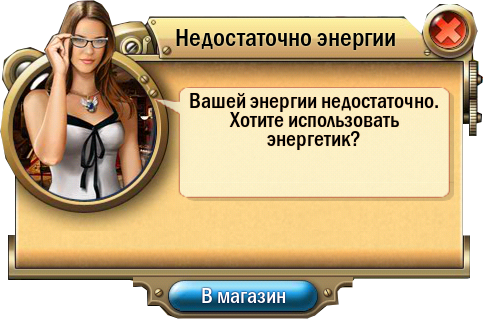 Недостаточно энергии
Вашей энергии недостаточно.
Хотите использовать
энергетик?
В магазин